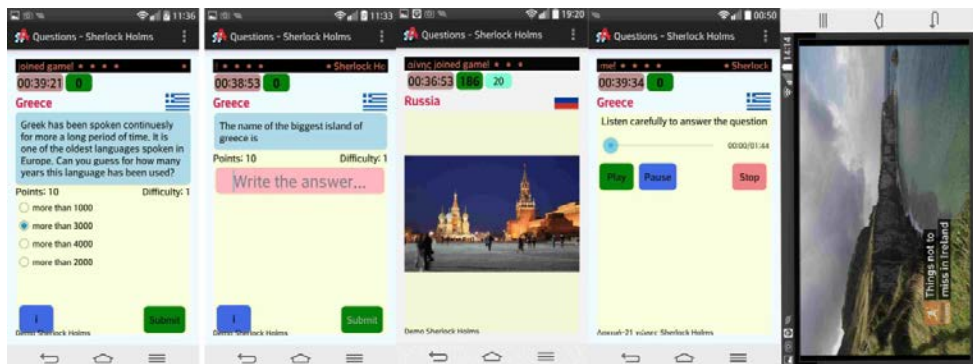 11:36
Questions - Sherlock Holms
joined game!
00:39:21 0
Greece
Greek has been spoken continuesly
for more a long period of time. It is
one of the oldest languages spoken in
Europe. Can you guess for how many
years this language has been used?
Points: 10 Difficulty: 1
more than 1000
more than 3000
more than 4000
more than 2000
i Submit
Demo Sherlock Holms
11:33
Questions - Sherlock Holms
Sherlock Ho
00:38:53 0
Greece
The name of the biggest island of
greece is
Points: 10 Difficulty: 1
Write the answer...
i Submit
Demo Sherlock Holms
19:20
Questions - Sherlock Holms
αίνης joined game!
00:36:53 186 20
Russia
Demo Sherlock Holms
00:50
Questions - Sherlock Holms
me! Sherlock
00:39:34 0
Greece
Listen carefully to answer the question
00:00/01:44
Play Pause Stop
Sherlock Holms
14:14
Things not to
miss in Ireland